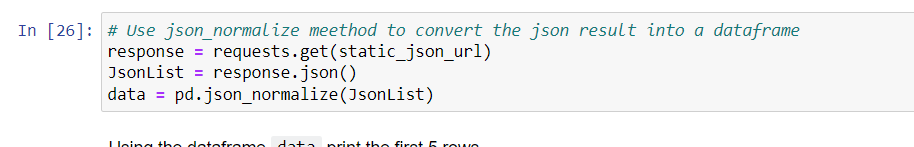 In [26]: # Use json_normalize meethod to convert the json result into a dataframe
response = requests.get(static_json_url)
JsonList = response.json()
data = pd.json_normalize(JsonList)
Using the dataframe data print the first 5 rows